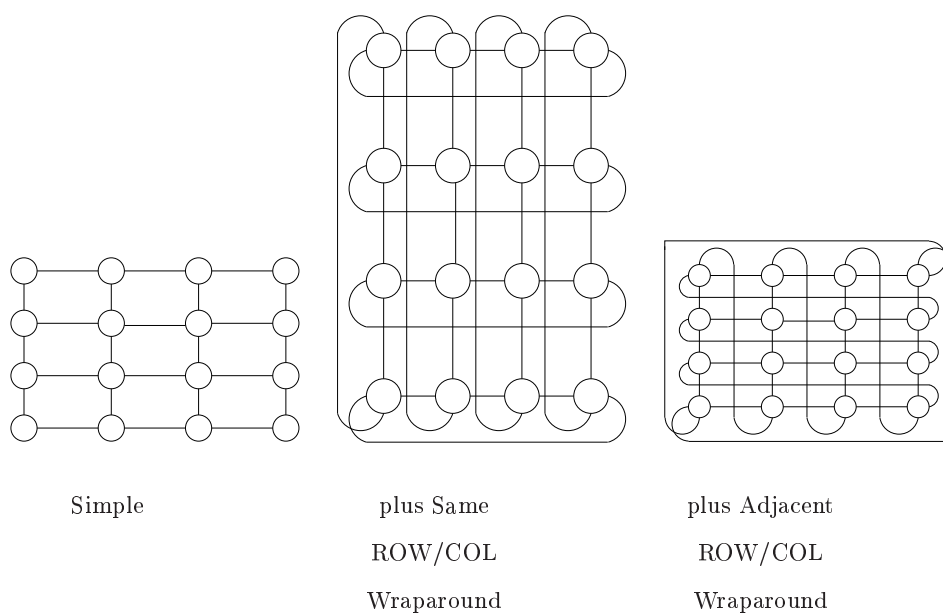 Simple
plus Same
ROW/COL
Wraparound
plus Adjacent
ROW/COL
Wraparound